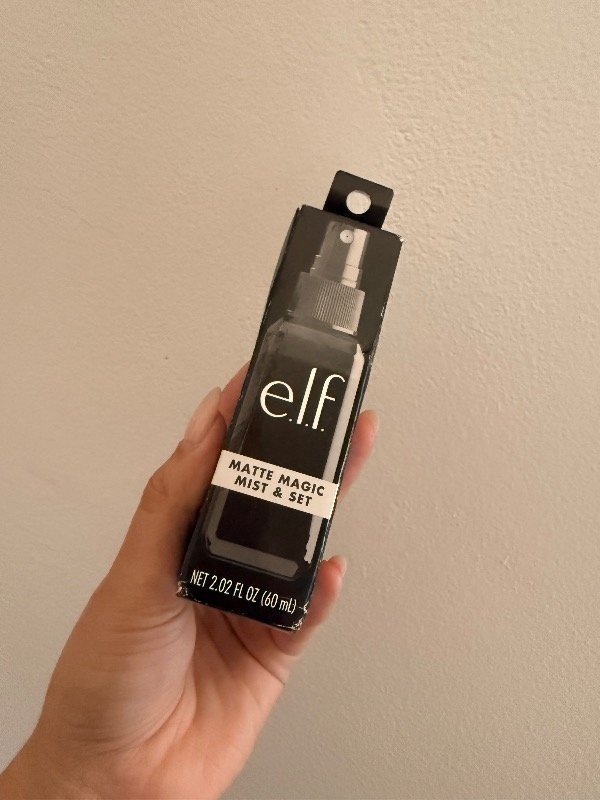 e.l.f.
MATTE MAGIC
MIST & SET
NET 2.02 FL OZ (60 mL)